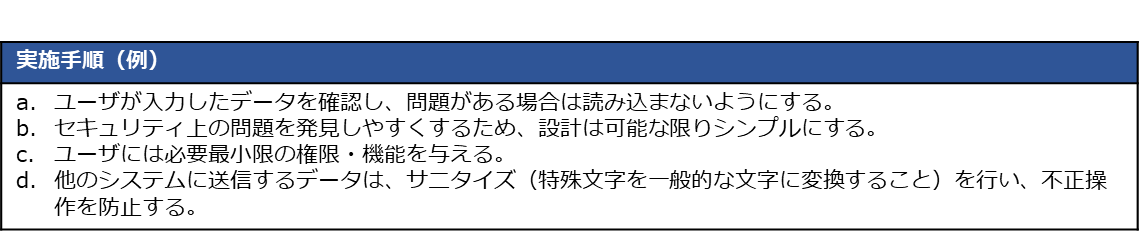 実施手順（例）
a. ユーザが入力したデータを確認し、問題がある場合は読み込まないようにする。
b. セキュリティ上の問題を発見しやすくするため、設計は可能な限りシンプルにする。
c. ユーザには必要最小限の権限・機能を与える。
d. 他のシステムに送信するデータは、サニタイズ（特殊文字を一般的な文字に変換すること）を行い、不正操
作を防止する。